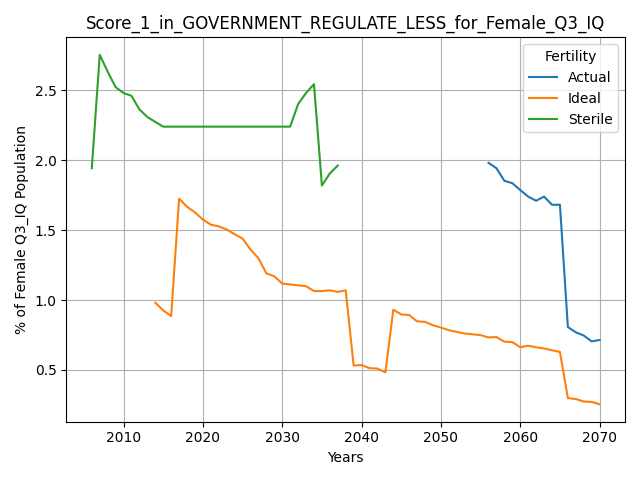 Score_1_in_GOVERNMENT_REGULATE_LESS_for_Female_Q3_IQ
Fertility
Actual
Ideal
Sterile
% of Female Q3_IQ Population
2.5
2.0
1.5
1.0
0.5
2010 2020 2030 2040 2050 2060 2070
Years